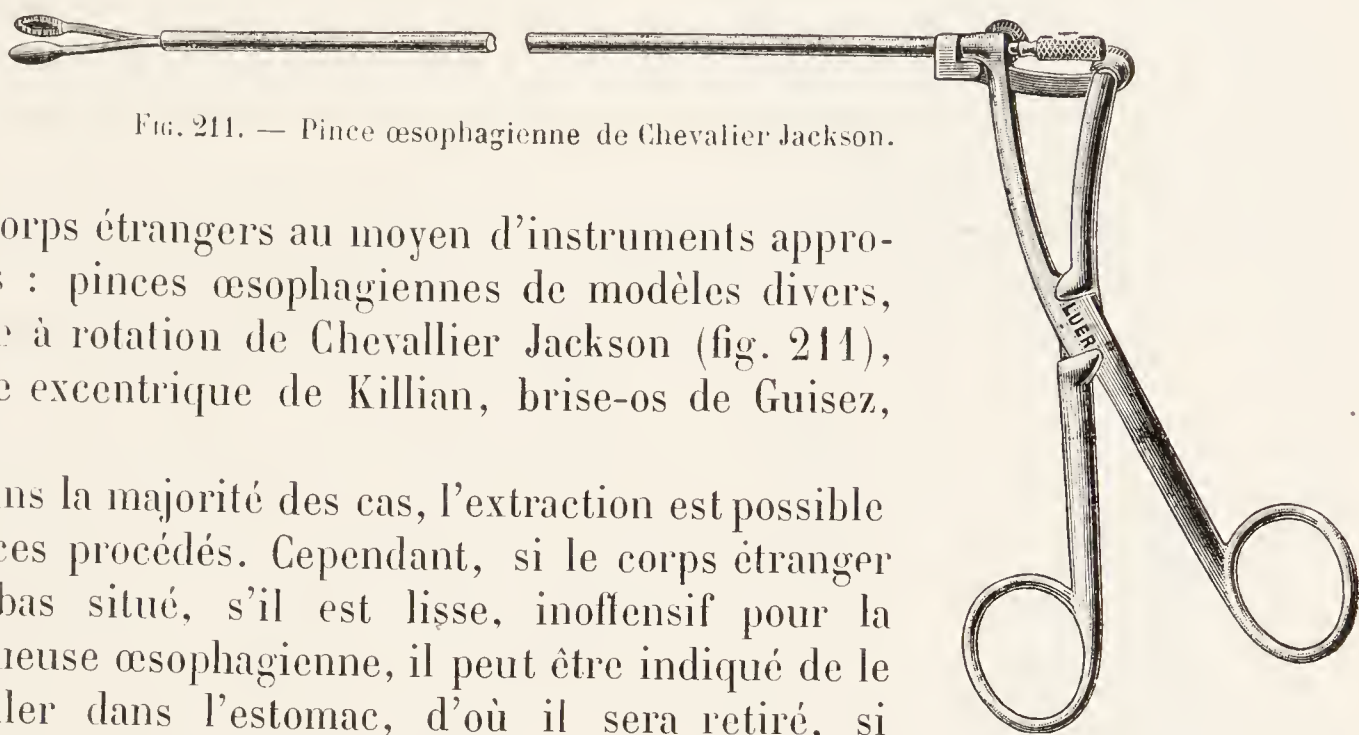 FIG. 211. — Pince œsophagienne de Chevalier Jackson.
LUER
orps étrangers au moyen d'instruments appro-
s : pinces œsophagiennes de modèles divers,
e à rotation de Chevallier Jackson (fig. 211),
e excentrique de Killian, brise-os de Guisez,
ns la majorité des cas, l'extraction est possible
ces procédés. Cependant, si le corps étranger
bas situé, s'il est lisse, inoffensif pour la
ueuse œsophagienne, il peut être indiqué de le
ler dans l'estomac, d'où il sera retiré, si